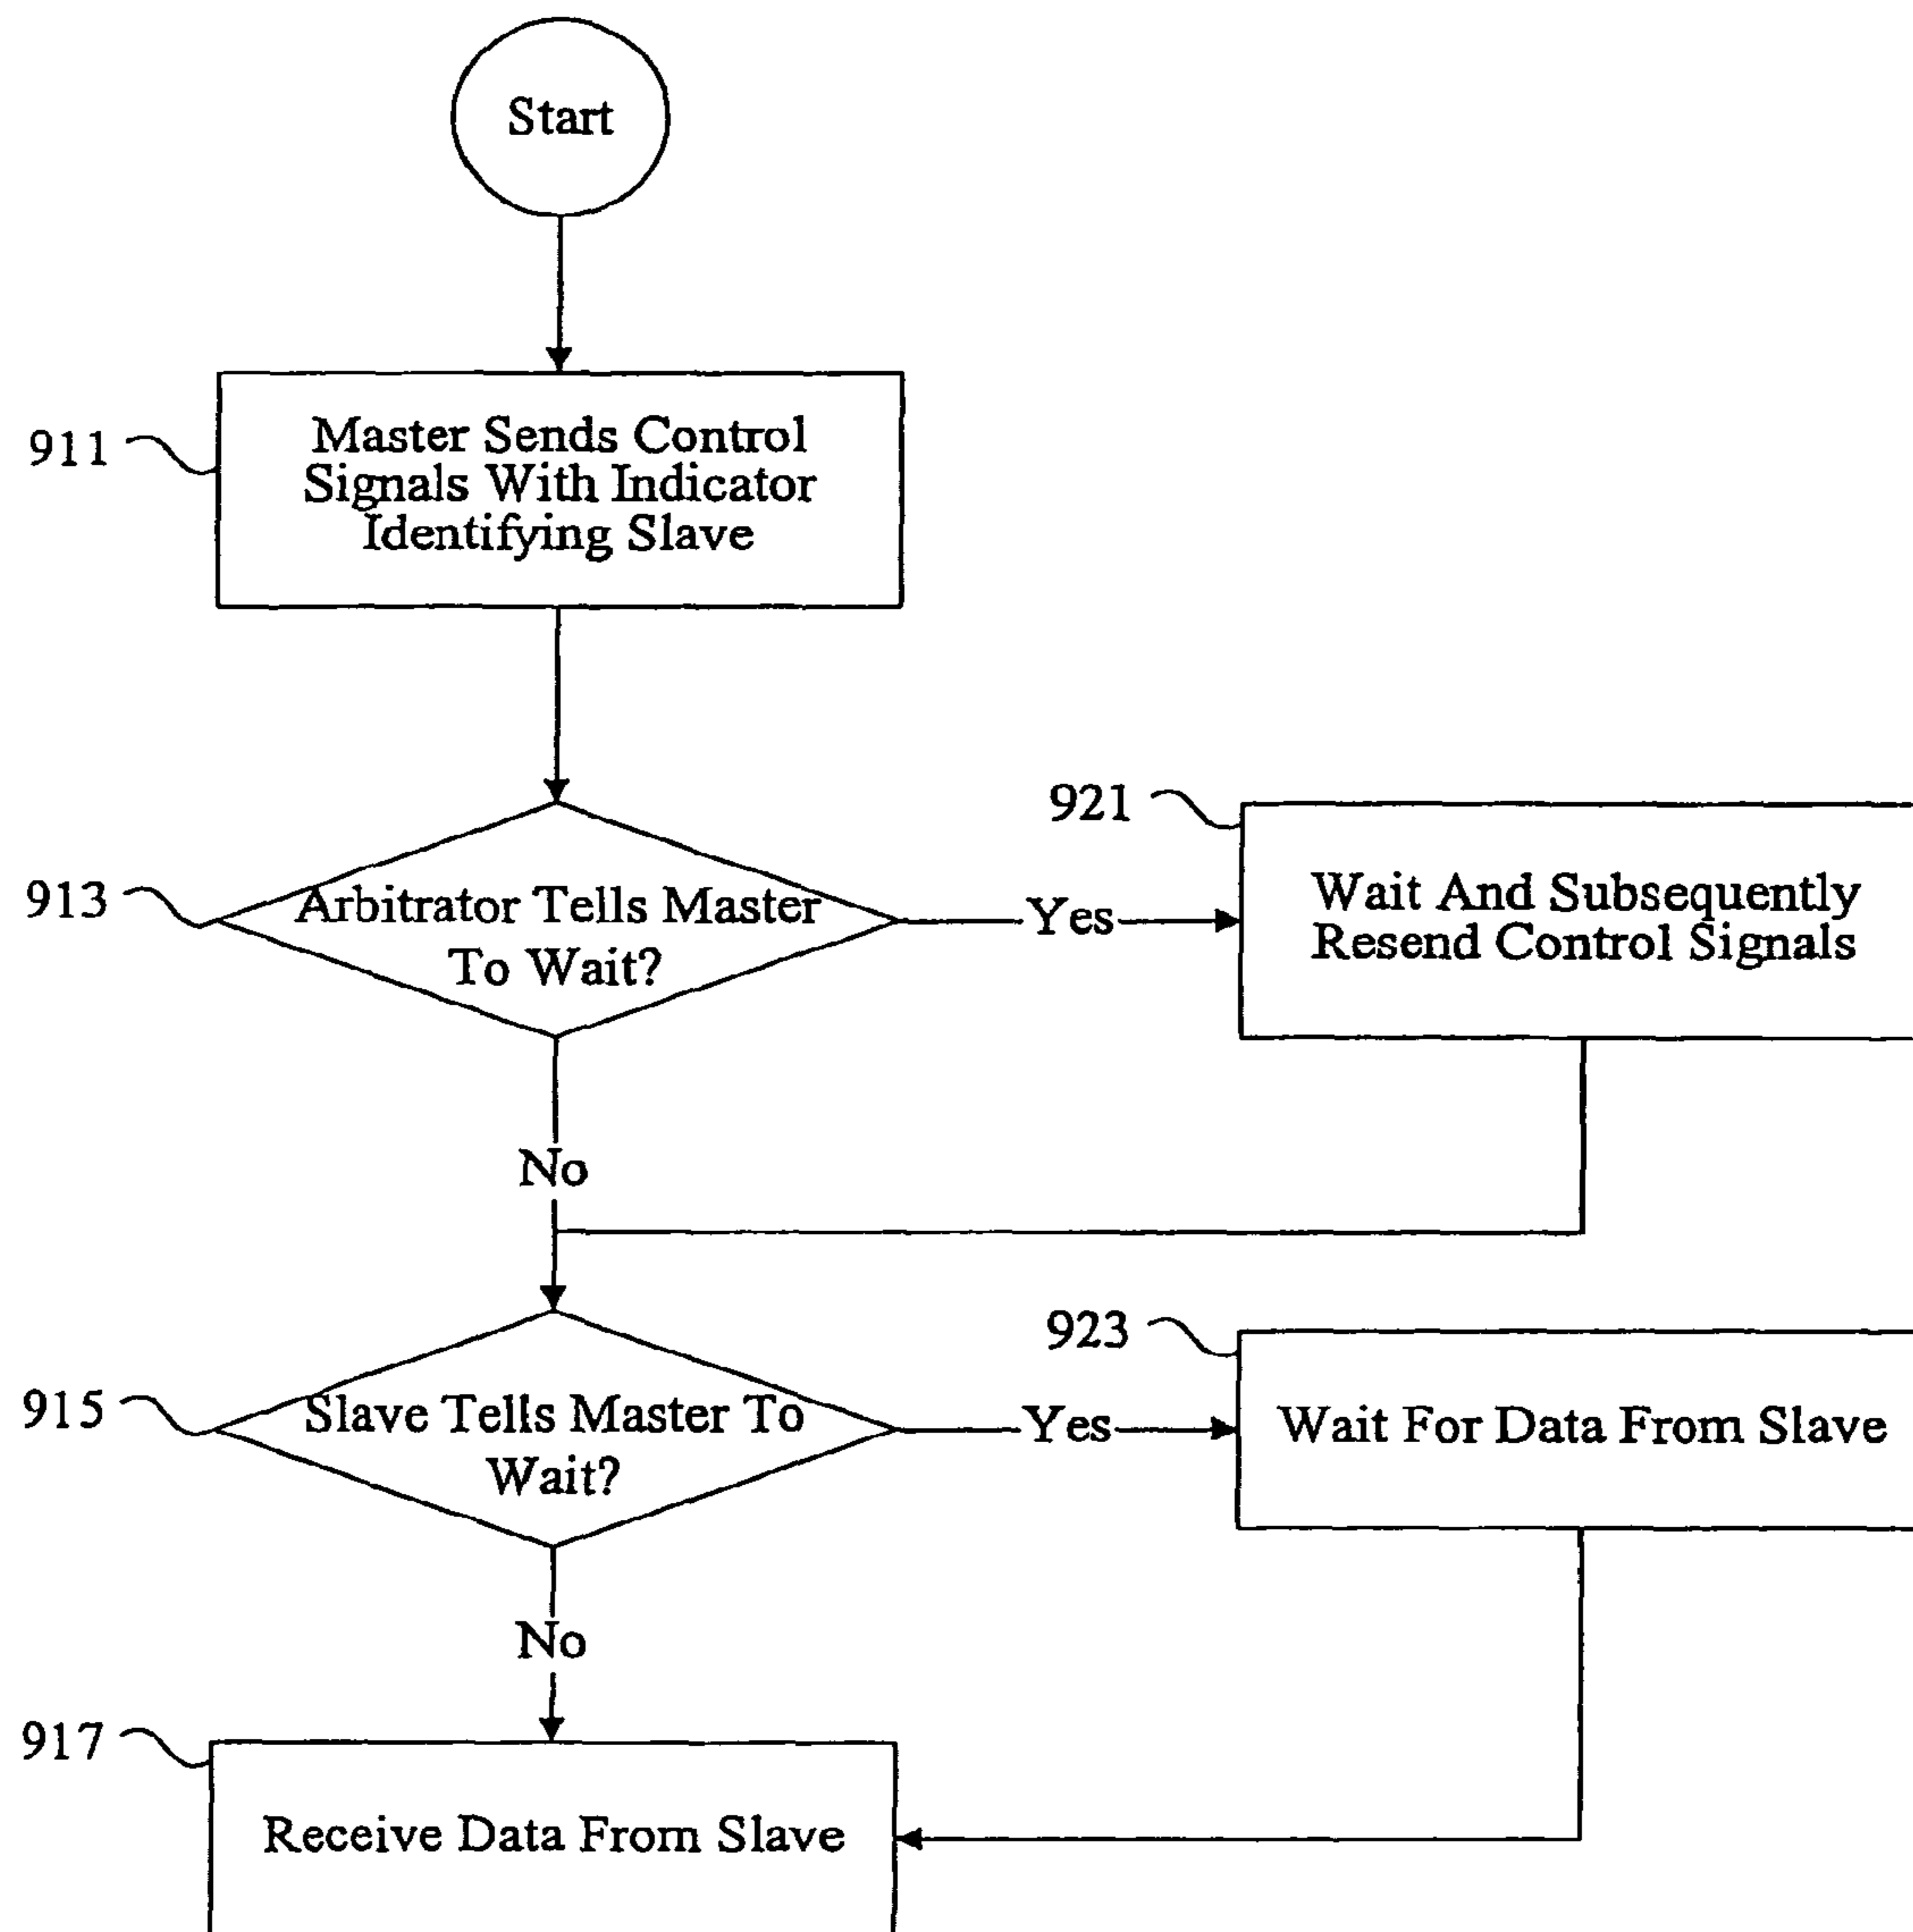 Start
911
Master Sends Control
Signals With Indicator
Identifying Slave
913
Arbitrator Tells Master
To Wait?
Yes
921
Wait And Subsequently
Resend Control Signals
No
915
Slave Tells Master To
Wait?
Yes
923
Wait For Data From Slave
No
917
Receive Data From Slave